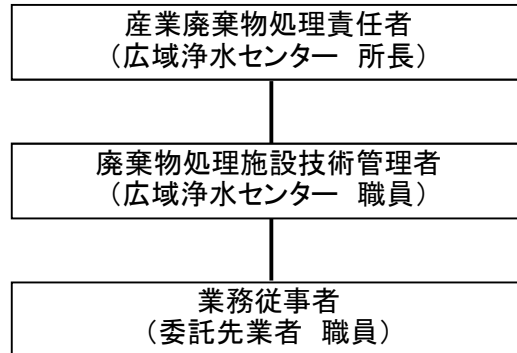 産業廃棄物処理責任者
（広域浄水センター　所長）
廃棄物処理施設技術管理者
（広域浄水センター　職員）
業務従事者
（委託先業者　職員）